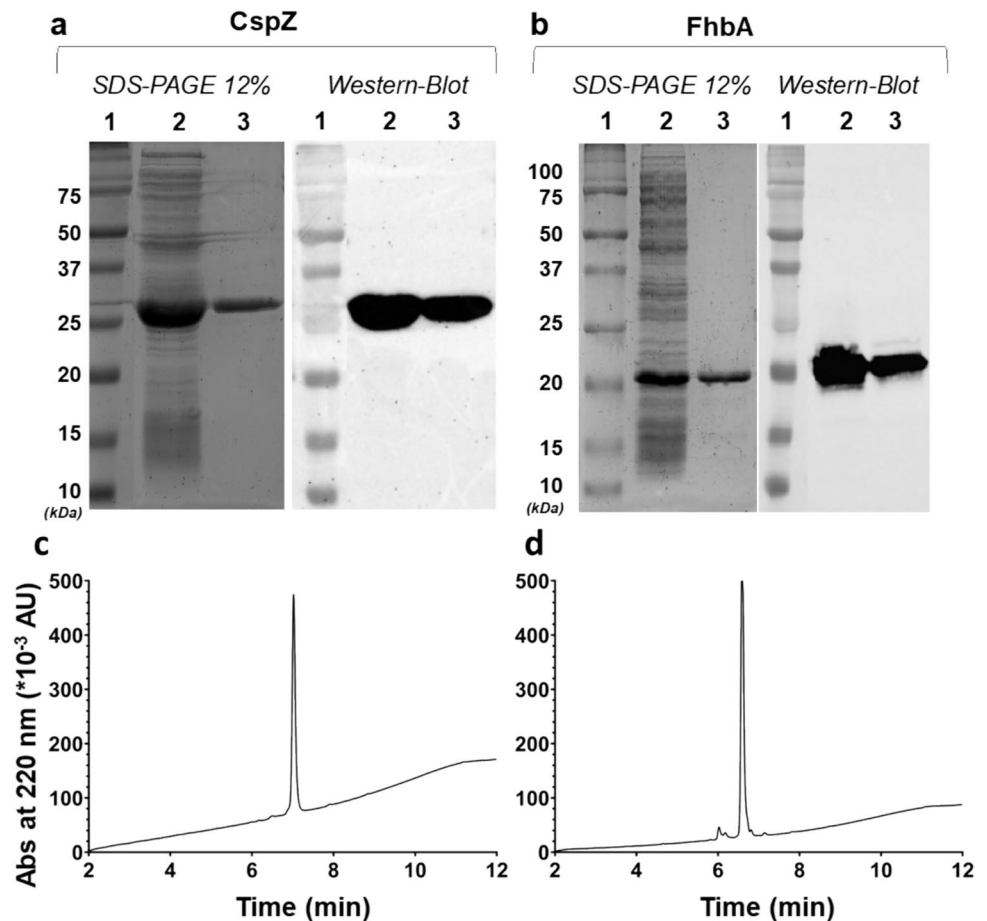 a CspZ
SDS-PAGE 12% Western-Blot
1 2 3 1 2 3
75
50
37
25
20
15
10
(kDa)
b FhbA
SDS-PAGE 12% Western-Blot
1 2 3 1 2 3
100
75
50
37
25
20
15
10
(kDa)
c
Abs at 220 nm (*10-3 AU)
500
400
300
200
100
0
2 4 6 8 10 12
Time (min)
d
500
400
300
200
100
0
2 4 6 8 10 12
Time (min)